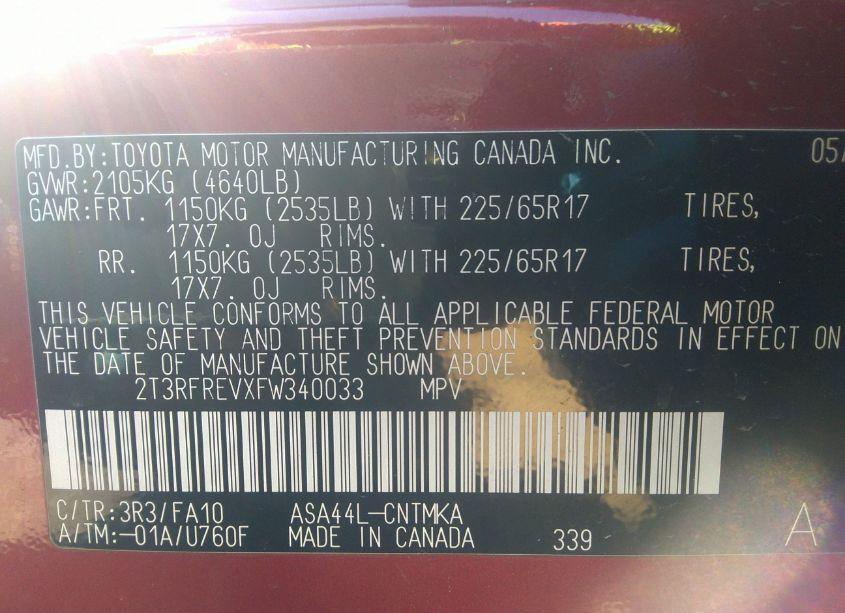 MFD.BY:TOYOTA MOTOR MANUFACTURING CANADA INC. 05/
GVWR:2105KG (4640LB)
GAWR:FRT. 1150KG (2535LB) WITH 225/65R17 TIRES,
17X7. 0J RIMS.
RR. 1150KG (2535LB) WITH 225/65R17 TIRES,
17X7. 0J RIMS.
THIS VEHICLE CONFORMS TO ALL APPLICABLE FEDERAL MOTOR
VEHICLE SAFETY AND THEFT PREVENTION STANDARDS IN EFFECT ON
THE DATE OF MANUFACTURE SHOWN ABOVE.
2T3RFREVXFW340033 MPV
C/TR:3R3/FA10 ASA44L-CNTMKA
A/TM:-01A/U760F MADE IN CANADA 339 A